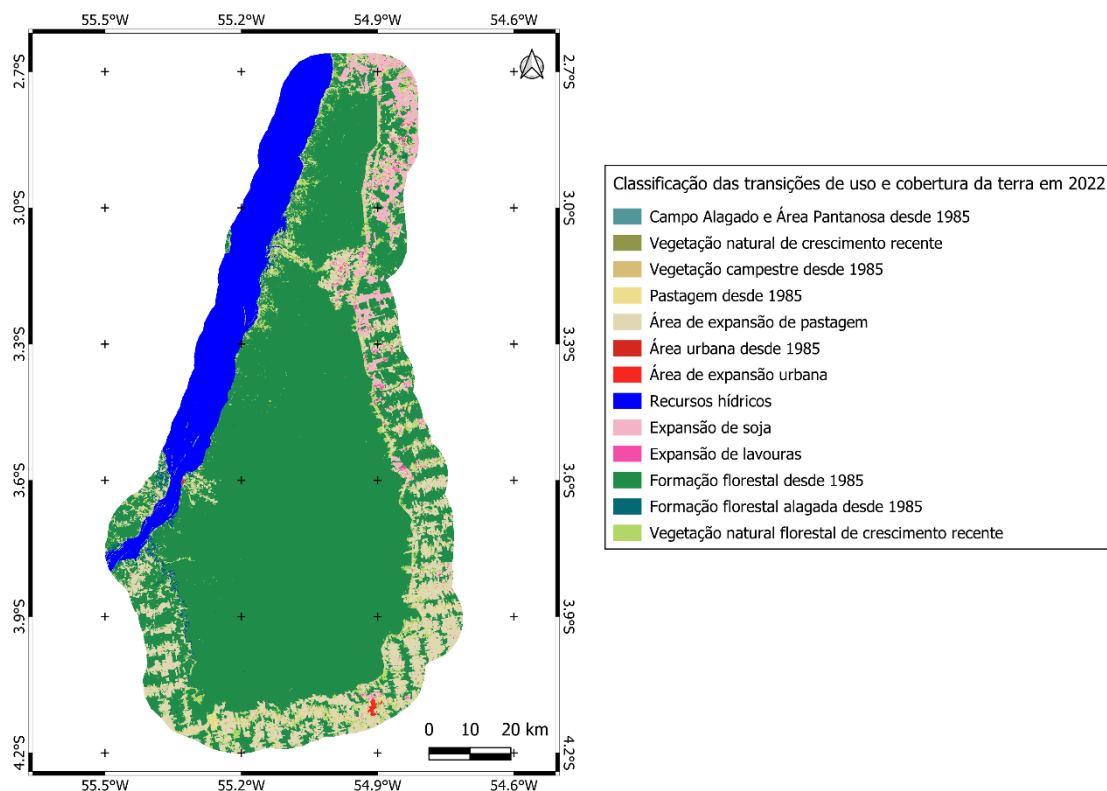 55.5°W 55.2°W 54.9°W 54.6°W
2.7°S 2.7°S
3.0°S 3.0°S
3.3°S 3.3°S
3.6°S 3.6°S
3.9°S 3.9°S
4.2°S 4.2°S
0 10 20 km
55.5°W 55.2°W 54.9°W 54.6°W
Classificação das transições de uso e cobertura da terra em 2022
Campo Alagado e Área Pantanosa desde 1985
Vegetação natural de crescimento recente
Vegetação campestre desde 1985
Pastagem desde 1985
Área de expansão de pastagem
Área urbana desde 1985
Área de expansão urbana
Recursos hídricos
Expansão de soja
Expansão de lavouras
Formação florestal desde 1985
Formação florestal alagada desde 1985
Vegetação natural florestal de crescimento recente